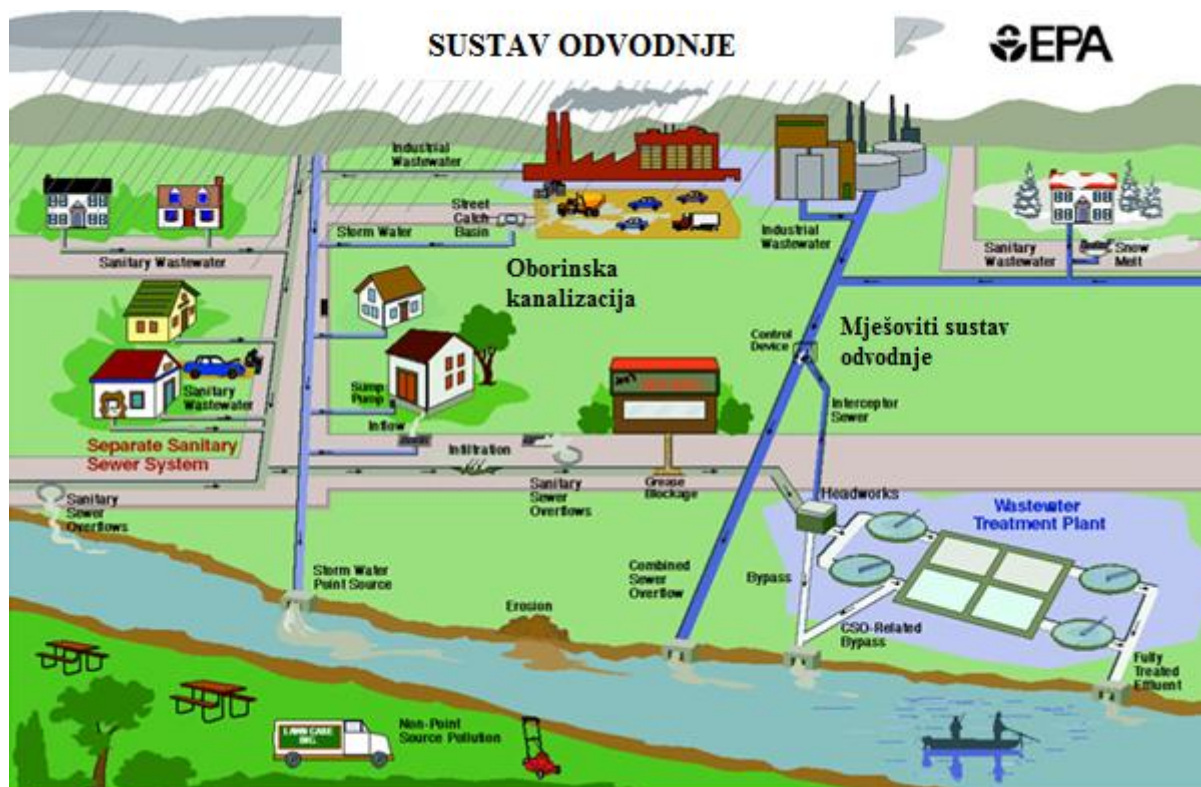 SUSTAV ODVODNJE
EPA
Industrial
Wastewater
Street
Catch
Basin
Storm Water
Industrial
Wastewater
Sanitary
Wastewater
Snow
Melt
Sanitary Wastewater
Oborinska
kanalizacija
Mješoviti sustav
odvodnje
Control
Device
Interceptor
Sewer
Sanitary
Wastewater
Sump
Pump
Inflow
Separate Sanitary
Sewer System
Infiltration
Sanitary
Sewer
Overflows
Sanitary
Sewer
Overflows
Grease
Blockage
Headworks
Wastewater
Treatment Plant
Storm Water
Point Source
Erosion
Combined
Sewer
Overflow
Bypass
CSO-Related
Bypass
Fully
Treated
Effluent
Non-Point
Source Pollution
LAWN CARE
INC.